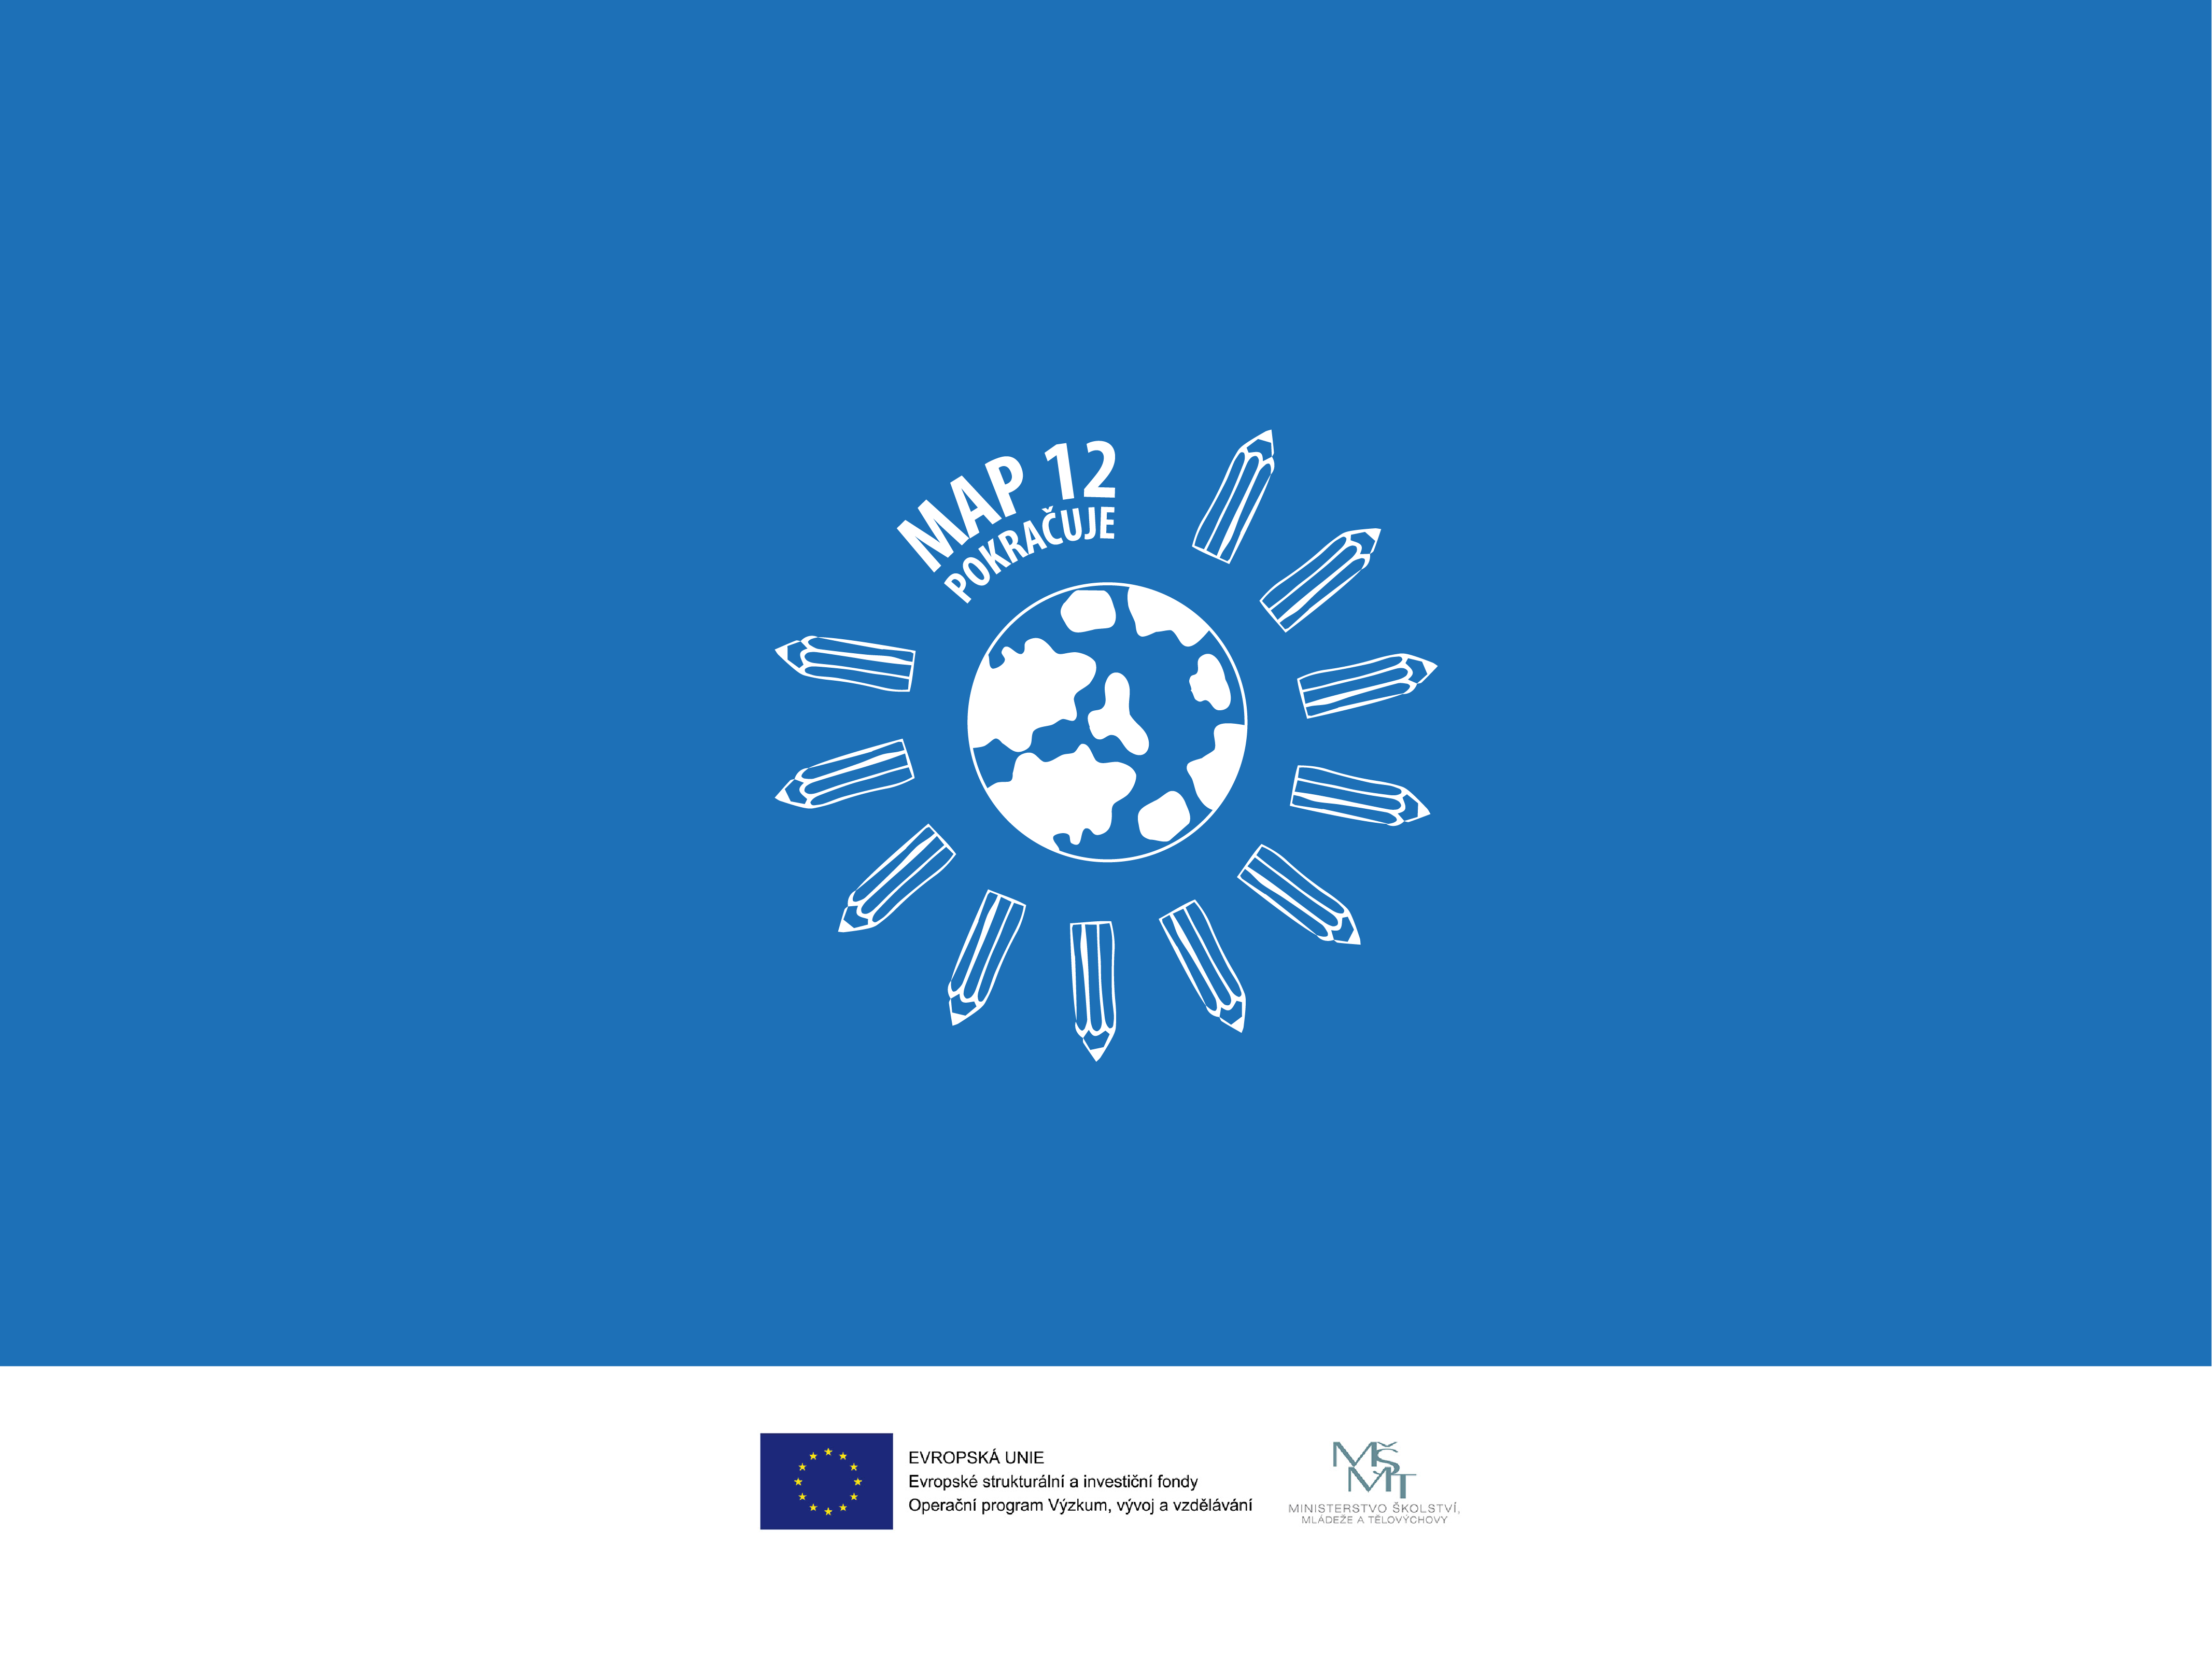 MAP 12
POKRAČUJE
EVROPSKÁ UNIE
Evropské strukturální a investiční fondy
Operační program Výzkum, vývoj a vzdělávání
MŠMT
MINISTERSTVO ŠKOLSTVÍ,
MLÁDEŽE A TĚLOVÝCHOVY